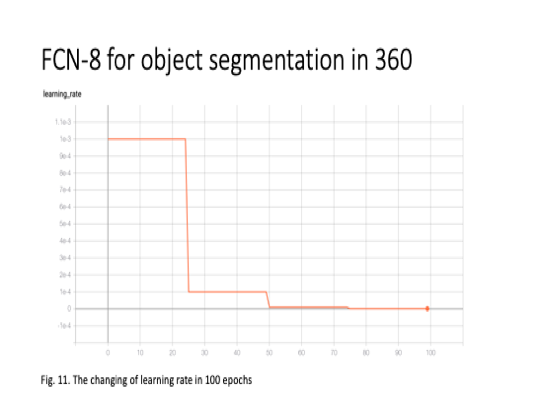 FCN-8 for object segmentation in 360
learning_rate
1.1e-3
1e-3
9e-4
8e-4
7e-4
6e-4
5e-4
4e-4
3e-4
2e-4
1e-4
0
-1e-4
0 10 20 30 40 50 60 70 80 90 100
Fig. 11. The changing of learning rate in 100 epochs